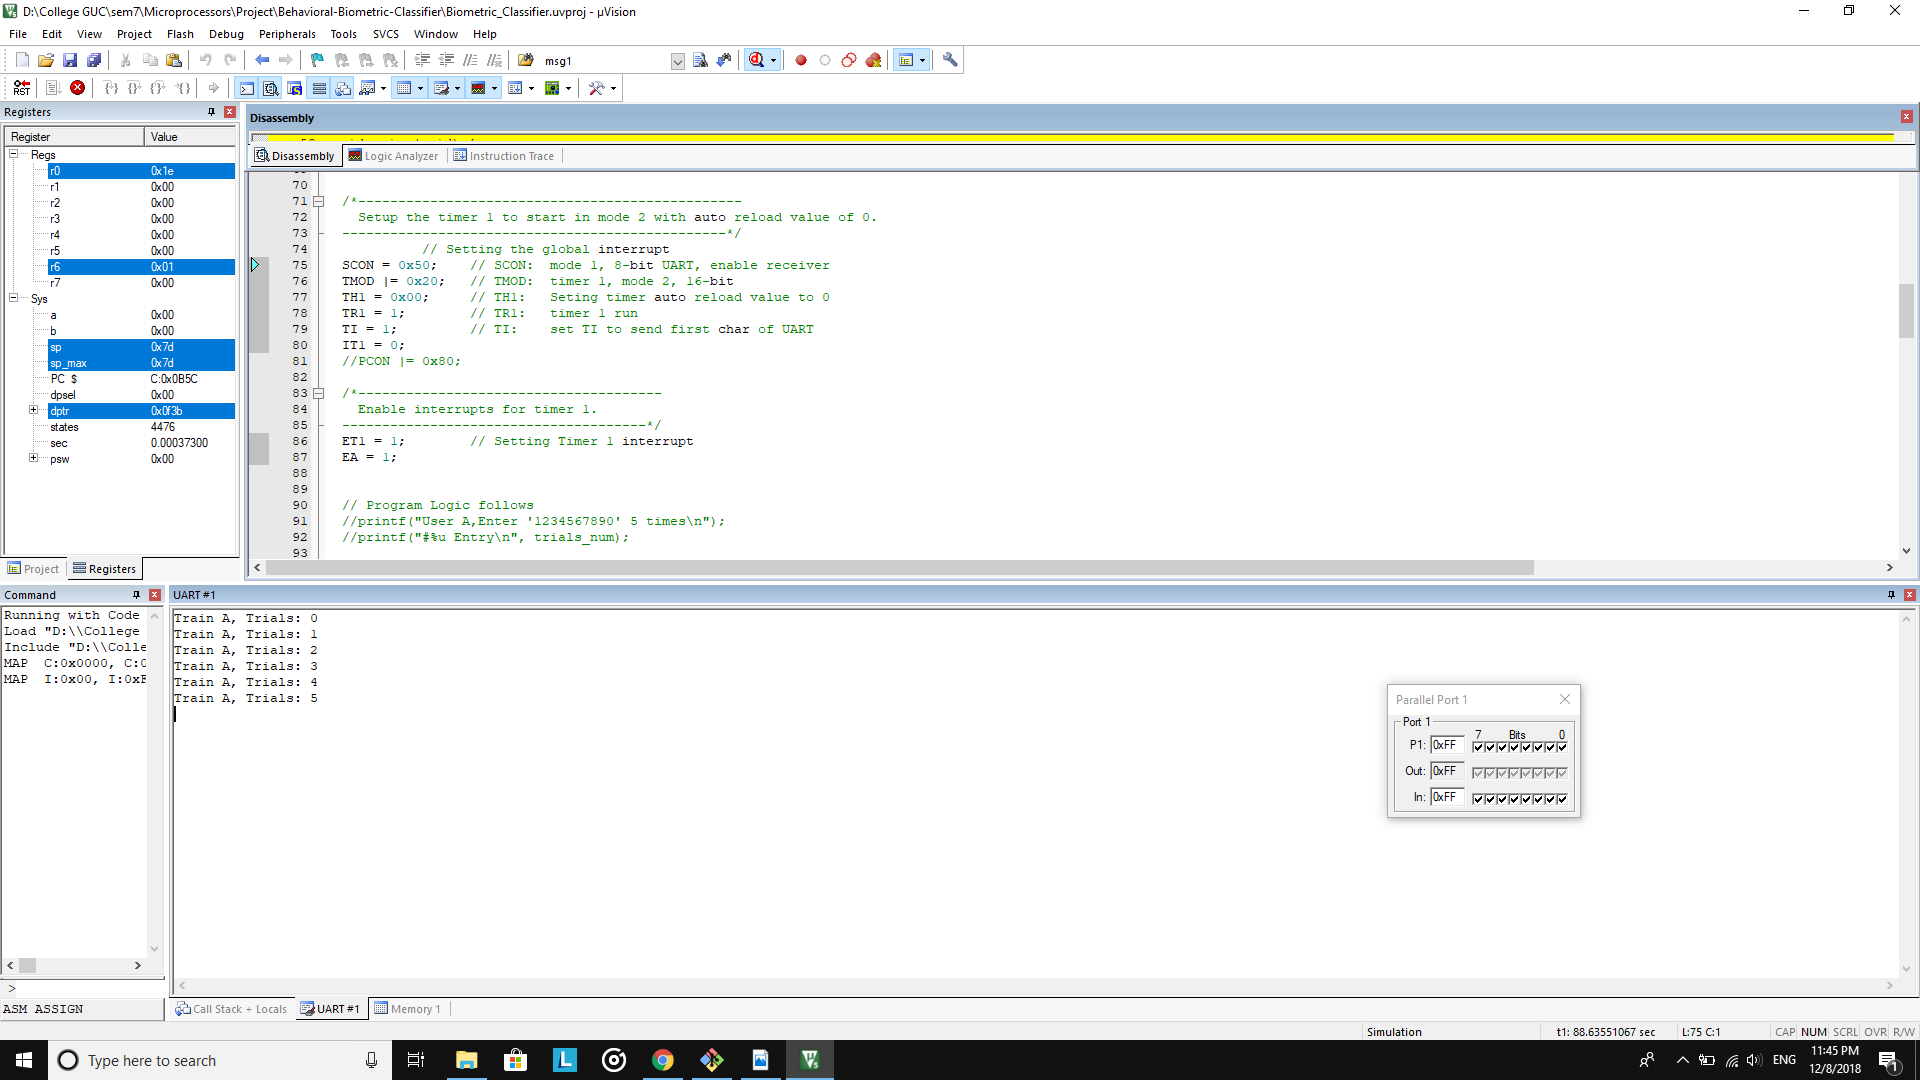 D:\College GUC\sem7\Microprocessors\Project\Behavioral-Biometric-Classifier\Biometric_Classifier.uvproj - µVision
File Edit View Project Flash Debug Peripherals Tools SVCS Window Help
msg1
RST
Registers
Register Value
Regs
r0 0x1e
r1 0x00
r2 0x00
r3 0x00
r4 0x00
r5 0x00
r6 0x01
r7 0x00
Sys
a 0x00
b 0x00
sp 0x7d
sp_max 0x7d
PC $ C:0x0B5C
dpsel 0x00
dptr 0x0f3b
states 4476
sec 0.00037300
psw 0x00
Project Registers
Disassembly
Disassembly Logic Analyzer Instruction Trace
70
71 /*------------------------------------------------
72 Setup the timer 1 to start in mode 2 with auto reload value of 0.
73 ------------------------------------------------*/
74 // Setting the global interrupt
75 SCON = 0x50; // SCON: mode 1, 8-bit UART, enable receiver
76 TMOD |= 0x20; // TMOD: timer 1, mode 2, 16-bit
77 TH1 = 0x00; // TH1: Seting timer auto reload value to 0
78 TR1 = 1; // TR1: timer 1 run
79 TI = 1; // TI: set TI to send first char of UART
80 IT1 = 0;
81 //PCON |= 0x80;
82
83 /*--------------------------------------
84 Enable interrupts for timer 1.
85 --------------------------------------*/
86 ET1 = 1; // Setting Timer 1 interrupt
87 EA = 1;
88
89
90 // Program Logic follows
91 //printf("User A,Enter '1234567890' 5 times\n");
92 //printf("#%u Entry\n", trials_num);
93
Command
Running with Code
Load "D:\\College
Include "D:\\Colle
MAP C:0x0000, C:0
MAP I:0x00, I:0xF
>
ASM ASSIGN
UART #1
Train A, Trials: 0
Train A, Trials: 1
Train A, Trials: 2
Train A, Trials: 3
Train A, Trials: 4
Train A, Trials: 5
Parallel Port 1
Port 1
7 Bits 0
P1: 0xFF
Out: 0xFF
In: 0xFF
Call Stack + Locals UART #1 Memory 1
Simulation t1: 88.63551067 sec L:75 C:1 CAP NUM SCRL OVR R/W
Type here to search
L
ENG
11:45 PM
12/8/2018
1